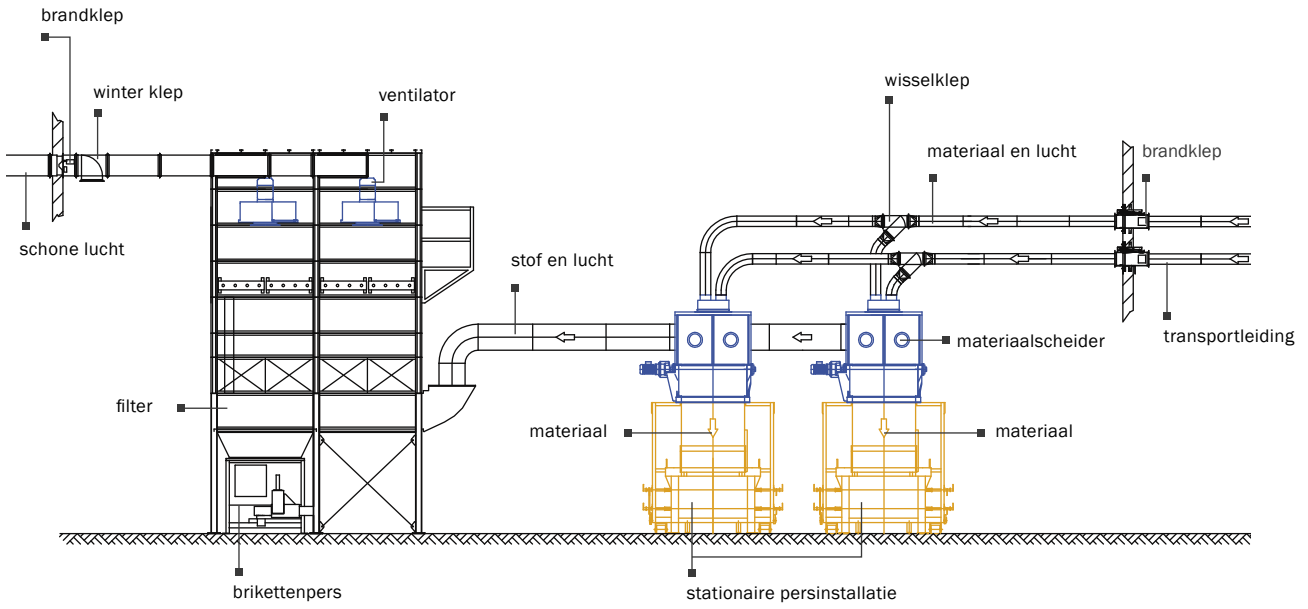 brandklep
winter klep
ventilator
wisselklep
materiaal en lucht
brandklep
schone lucht
stof en lucht
transportleiding
materiaalscheider
filter
materiaal
materiaal
brikettenpers
stationaire persinstallatie